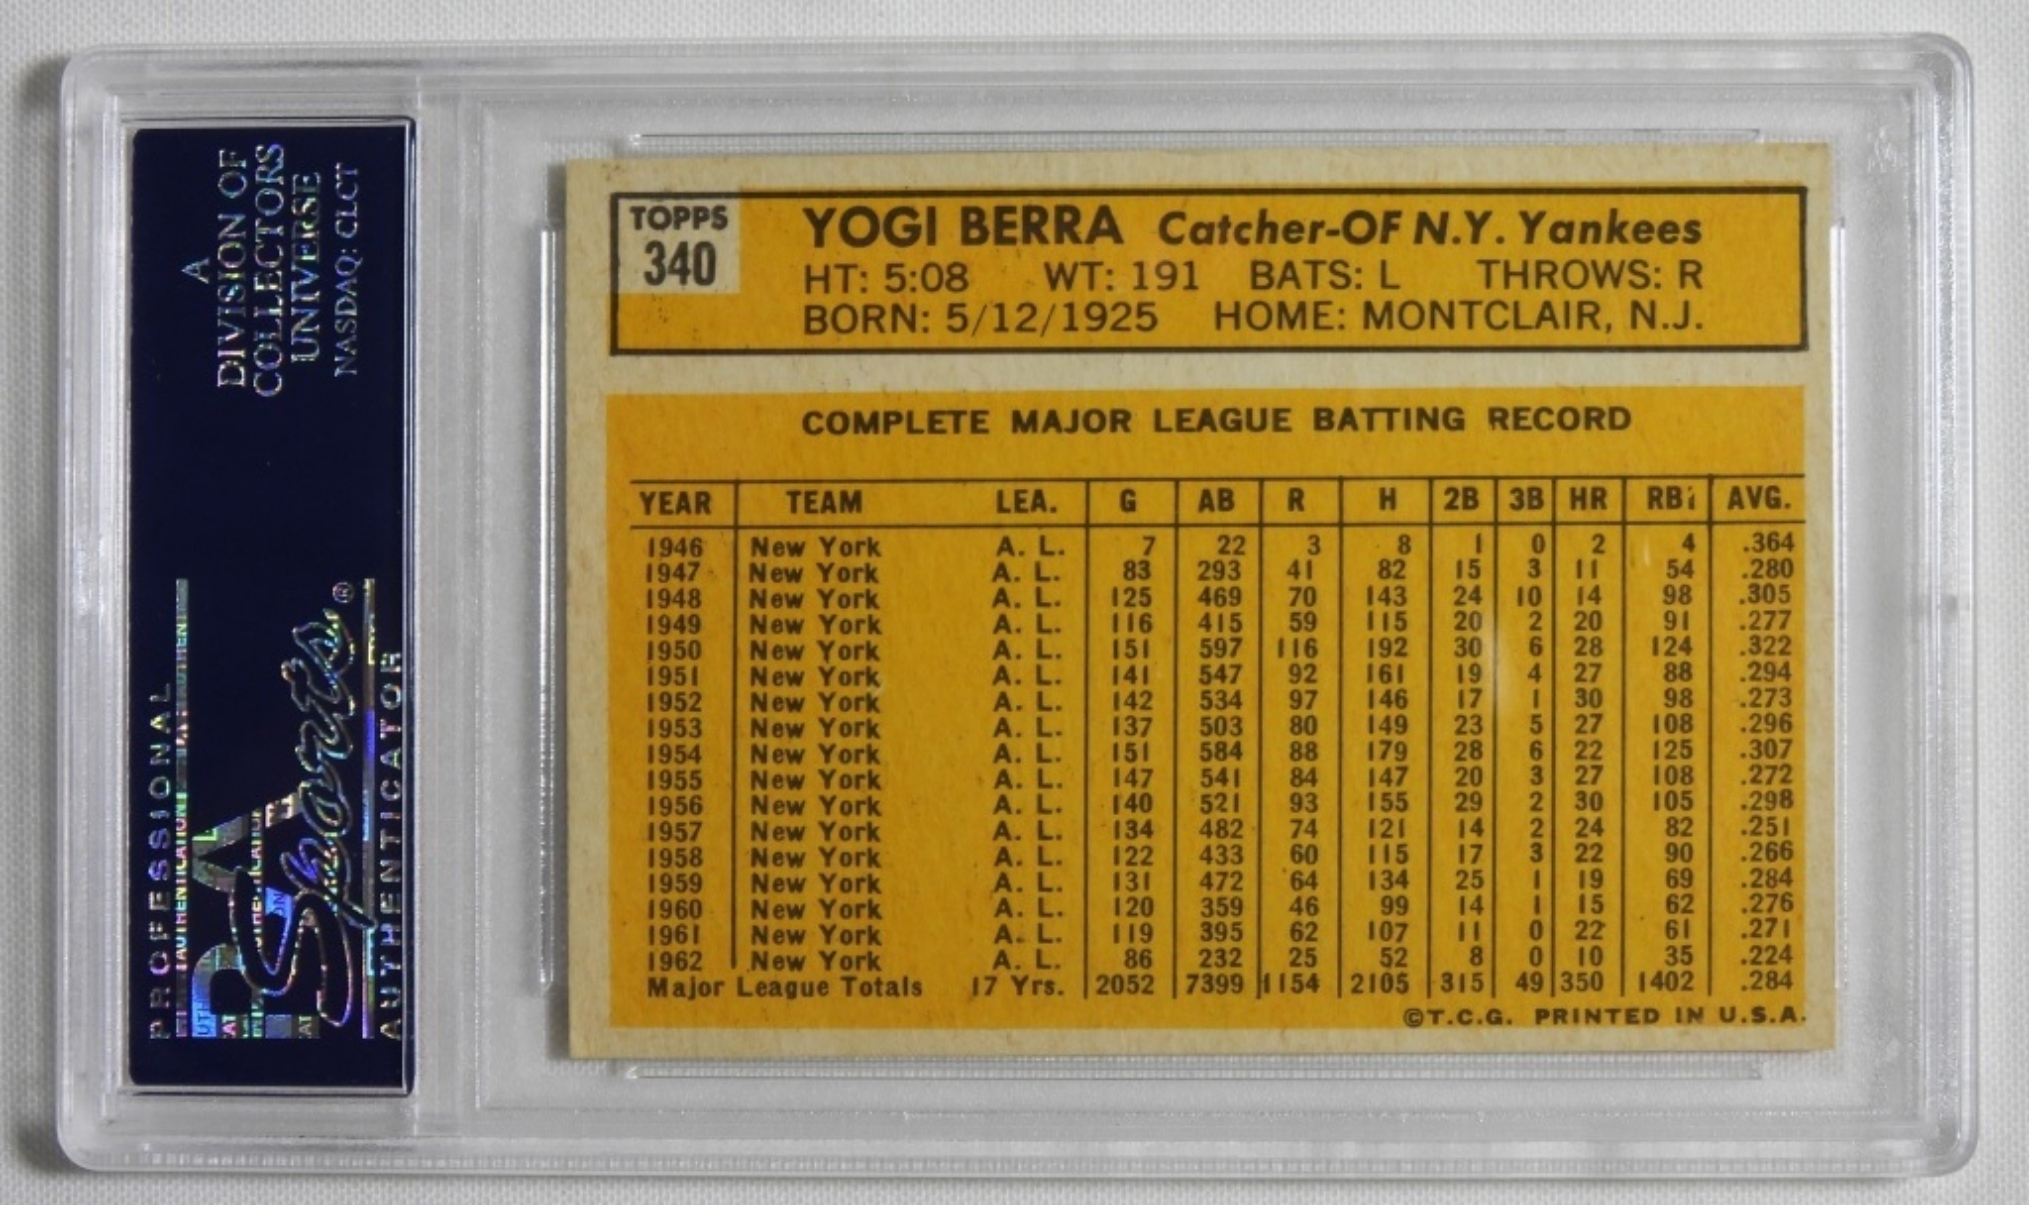 A
DIVISION OF
COLLECTORS
UNIVERSE
NASDAQ: CLCT
PROFESSIONAL
Sports®
AUTHENTICATOR
TOPPS
340
YOGI BERRA Catcher-OF N.Y. Yankees
HT: 5:08 WT: 191 BATS: L THROWS: R
BORN: 5/12/1925 HOME: MONTCLAIR, N.J.
COMPLETE MAJOR LEAGUE BATTING RECORD
YEAR TEAM LEA. G AB R H 2B 3B HR RBI AVG.
1946 New York A. L. 7 22 3 8 1 0 2 4 .364
1947 New York A. L. 83 293 41 82 15 3 11 54 .280
1948 New York A. L. 125 469 70 143 24 10 14 98 .305
1949 New York A. L. 116 415 59 115 20 2 20 91 .277
1950 New York A. L. 151 597 116 192 30 6 28 124 .322
1951 New York A. L. 141 547 92 161 19 4 27 88 .294
1952 New York A. L. 142 534 97 146 17 1 30 98 .273
1953 New York A. L. 137 503 80 149 23 5 27 108 .296
1954 New York A. L. 151 584 88 179 28 6 22 125 .307
1955 New York A. L. 147 541 84 147 20 3 27 108 .272
1956 New York A. L. 140 521 93 155 29 2 30 105 .298
1957 New York A. L. 134 482 74 121 14 2 24 82 .251
1958 New York A. L. 122 433 60 115 17 3 22 90 .266
1959 New York A. L. 131 472 64 134 25 1 19 69 .284
1960 New York A. L. 120 359 46 99 14 1 15 62 .276
1961 New York A. L. 119 395 62 107 11 0 22 61 .271
1962 New York A. L. 86 232 25 52 8 0 10 35 .224
Major League Totals 17 Yrs. 2052 7399 1154 2105 315 49 350 1402 .284
©T.C.G. PRINTED IN U.S.A.